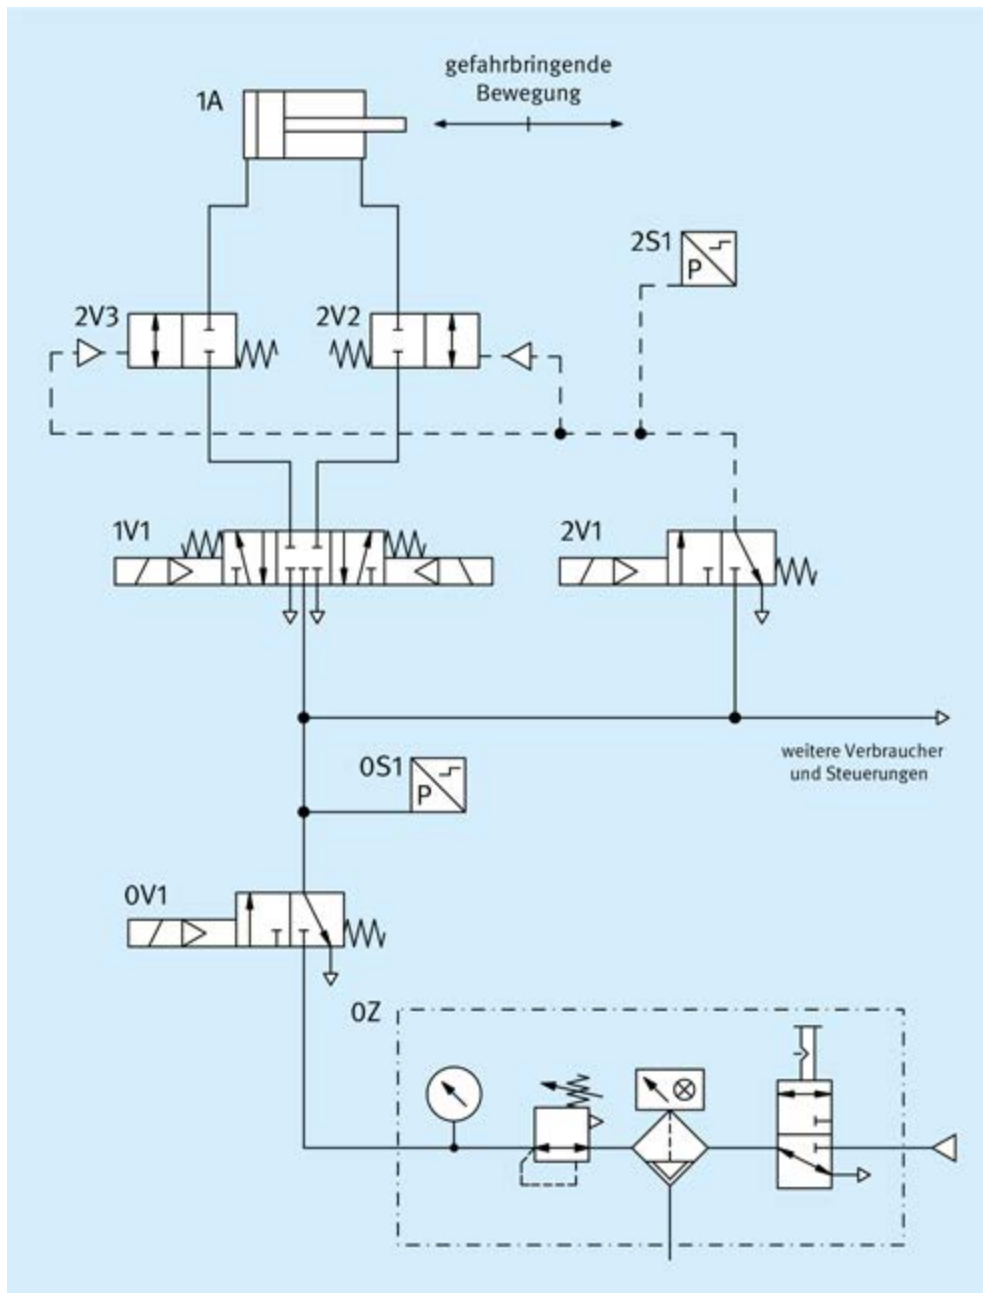 gefahrbringende
Bewegung
1A
2S1
P
2V3
2V2
1V1
2V1
weitere Verbraucher
und Steuerungen
0S1
P
0V1
0Z